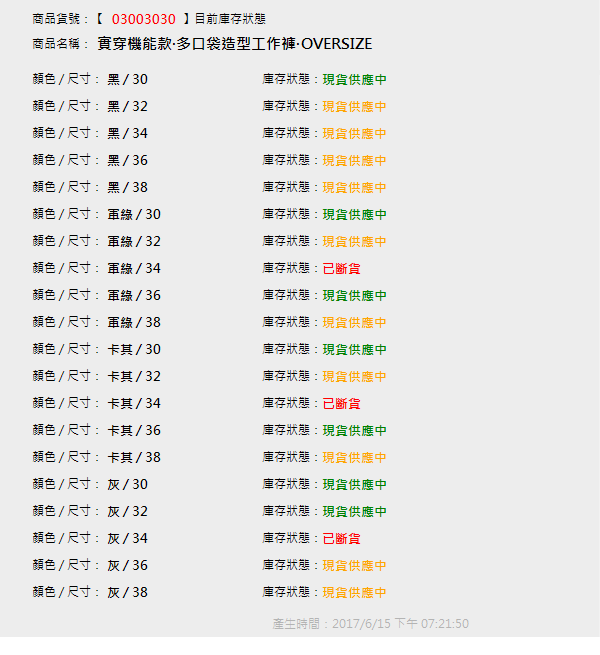 商品貨號：【 03003030 】目前庫存狀態
商品名稱： 實穿機能款‧多口袋造型工作褲‧OVERSIZE
顏色 / 尺寸： 黑 / 30 庫存狀態：現貨供應中
顏色 / 尺寸： 黑 / 32 庫存狀態：現貨供應中
顏色 / 尺寸： 黑 / 34 庫存狀態：現貨供應中
顏色 / 尺寸： 黑 / 36 庫存狀態：現貨供應中
顏色 / 尺寸： 黑 / 38 庫存狀態：現貨供應中
顏色 / 尺寸： 軍綠 / 30 庫存狀態：現貨供應中
顏色 / 尺寸： 軍綠 / 32 庫存狀態：現貨供應中
顏色 / 尺寸： 軍綠 / 34 庫存狀態：已斷貨
顏色 / 尺寸： 軍綠 / 36 庫存狀態：現貨供應中
顏色 / 尺寸： 軍綠 / 38 庫存狀態：現貨供應中
顏色 / 尺寸： 卡其 / 30 庫存狀態：現貨供應中
顏色 / 尺寸： 卡其 / 32 庫存狀態：現貨供應中
顏色 / 尺寸： 卡其 / 34 庫存狀態：已斷貨
顏色 / 尺寸： 卡其 / 36 庫存狀態：現貨供應中
顏色 / 尺寸： 卡其 / 38 庫存狀態：現貨供應中
顏色 / 尺寸： 灰 / 30 庫存狀態：現貨供應中
顏色 / 尺寸： 灰 / 32 庫存狀態：現貨供應中
顏色 / 尺寸： 灰 / 34 庫存狀態：已斷貨
顏色 / 尺寸： 灰 / 36 庫存狀態：現貨供應中
顏色 / 尺寸： 灰 / 38 庫存狀態：現貨供應中
產生時間：2017/6/15 下午 07:21:50